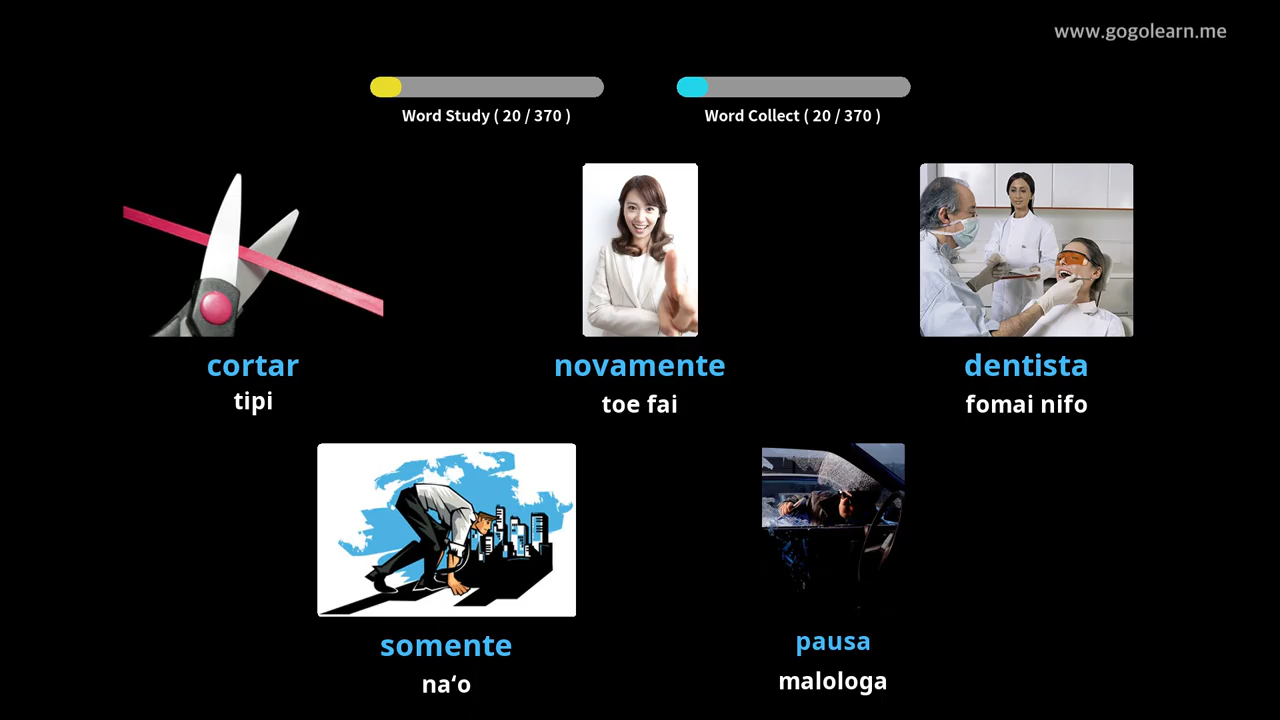 www.gogolearn.me
Word Study ( 20 / 370 )
Word Collect ( 20 / 370 )
cortar
tipi
novamente
toe fai
dentista
fomai nifo
somente
naʻo
pausa
malologa